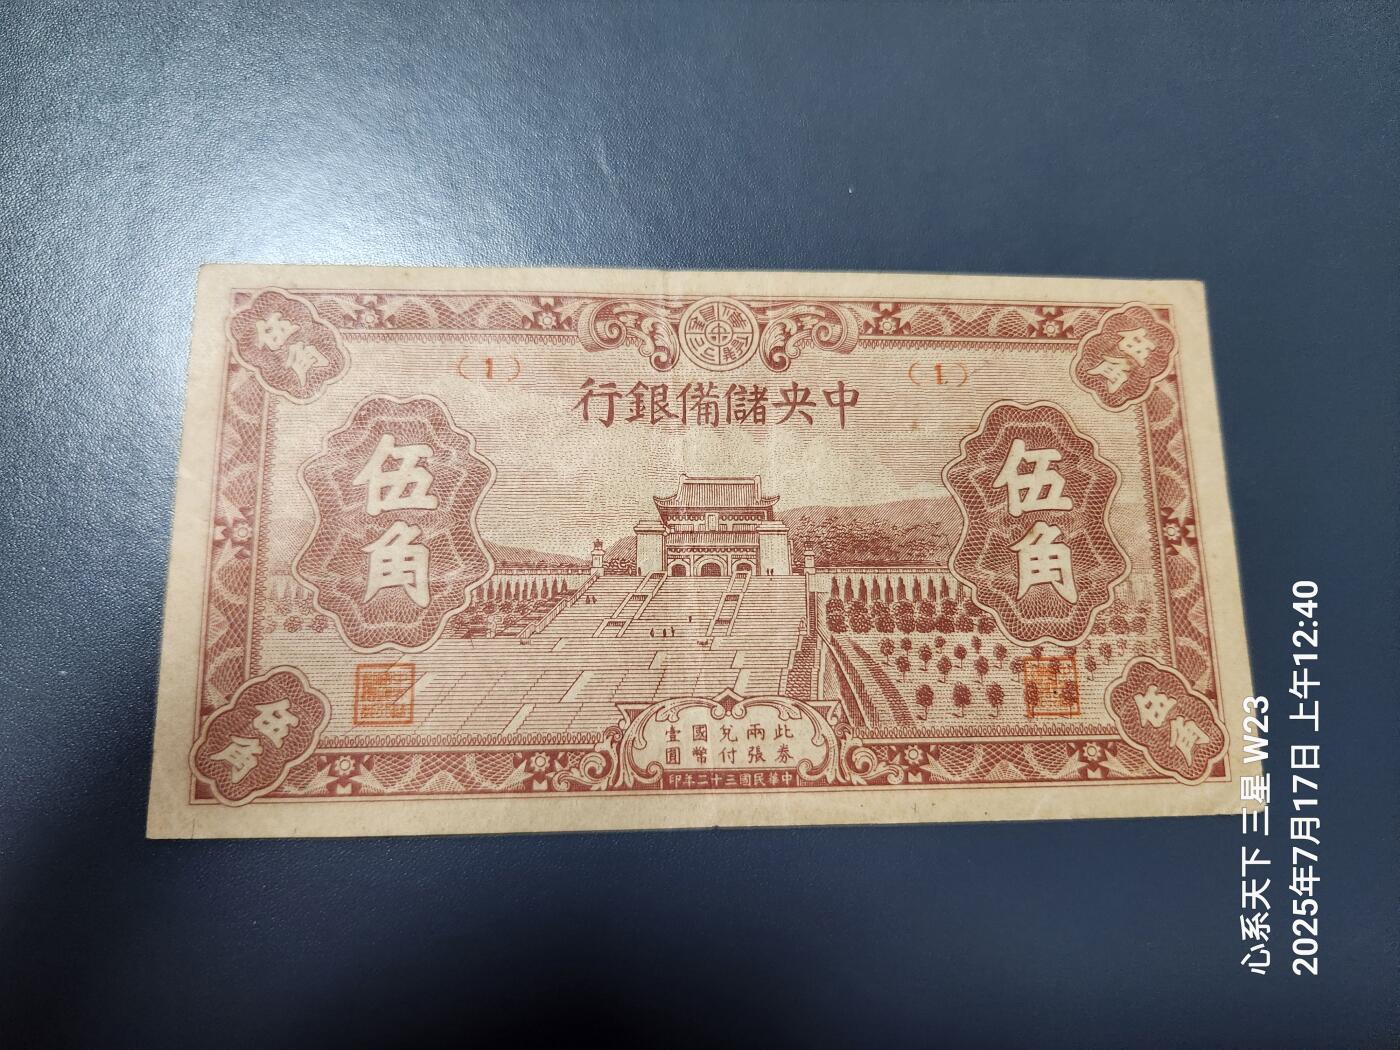 中央儲備銀行
(1)
(1)
伍角
伍角
伍角
伍角
伍角
伍角
此券兩張兌付國幣壹圓
中華民國三十二年印
心系天下 三星 W23
2025年7月17日 上午12:40